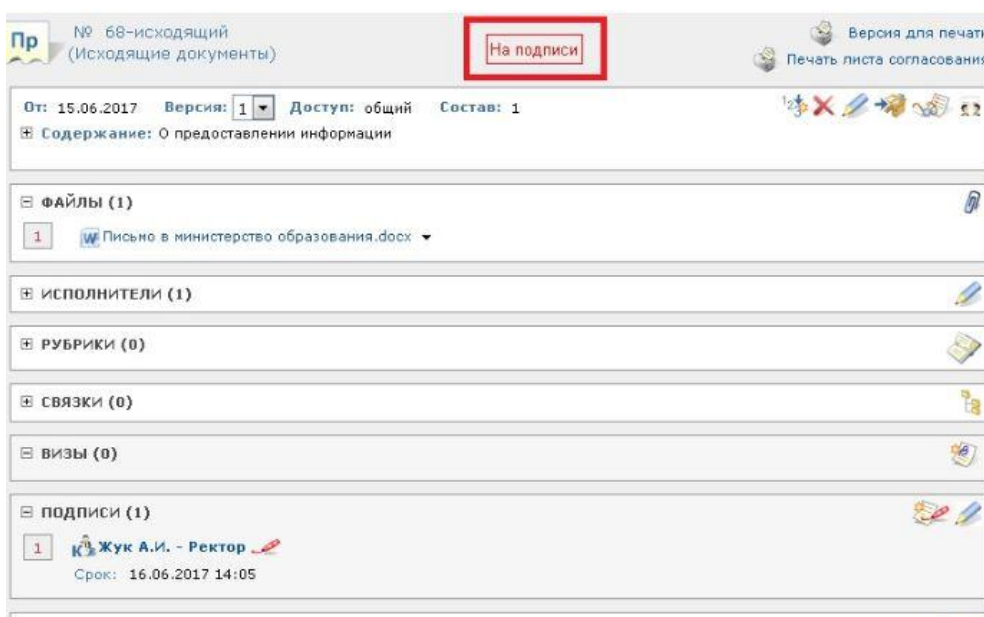 Пр
№ 68-исходящий
(Исходящие документы)
На подписи
Версия для печати
Печать листа согласования
От: 15.06.2017 Версия: 1 Доступ: общий Состав: 1
Содержание: О предоставлении информации
ФАЙЛЫ (1)
1 Письмо в министерство образования.docx
ИСПОЛНИТЕЛИ (1)
РУБРИКИ (0)
СВЯЗКИ (0)
ВИЗЫ (0)
ПОДПИСИ (1)
1 Жук А.И. - Ректор
Срок: 16.06.2017 14:05